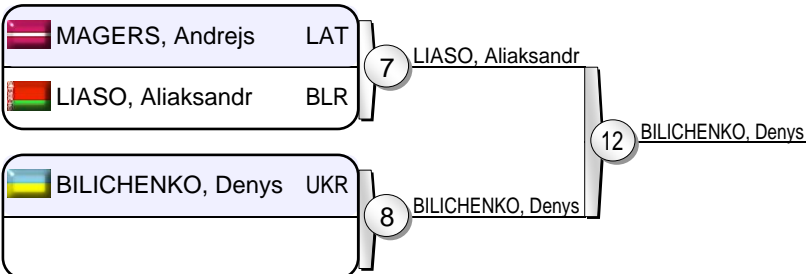 MAGERS, Andrejs LAT
LIASO, Aliaksandr BLR
7
LIASO, Aliaksandr
12
BILICHENKO, Denys
BILICHENKO, Denys UKR
8
BILICHENKO, Denys